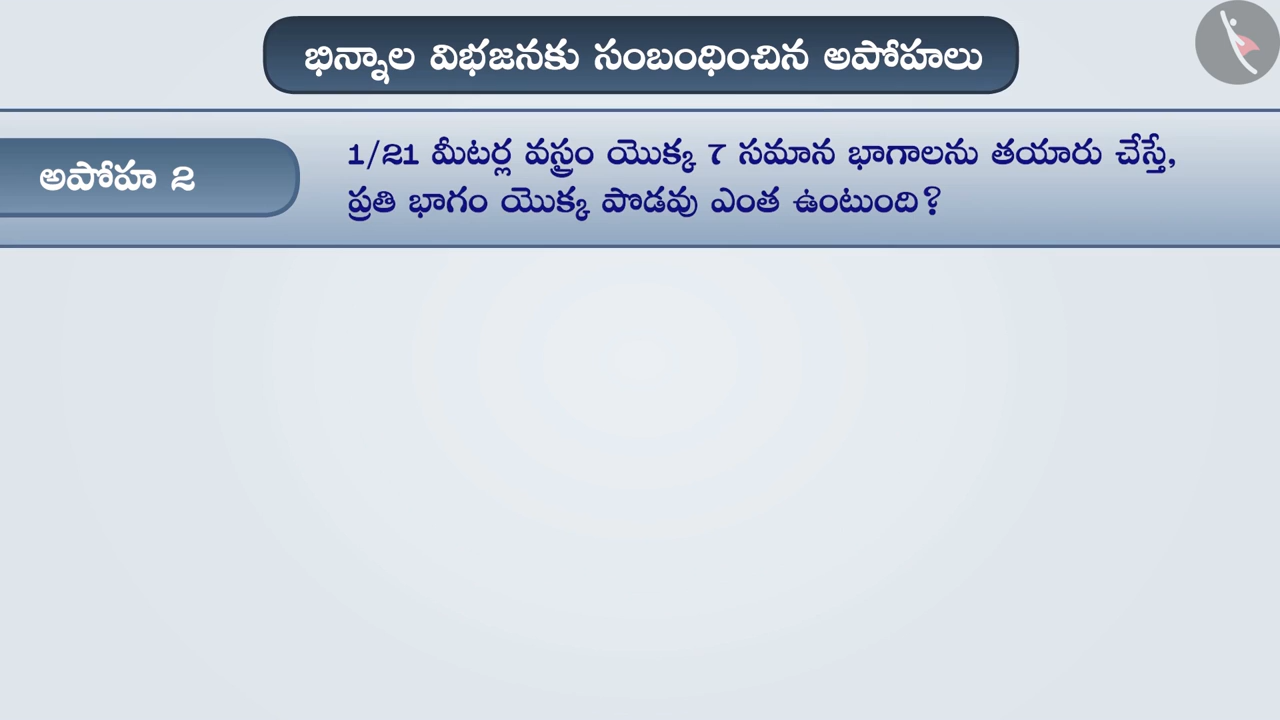 భిన్నాల విభజనకు సంబంధించిన అపోహలు
అపోహ 2
1/21 మీటర్ల వస్త్రం యొక్క 7 సమాన భాగాలను తయారు చేస్తే,
ప్రతి భాగం యొక్క పొడవు ఎంత ఉంటుంది?